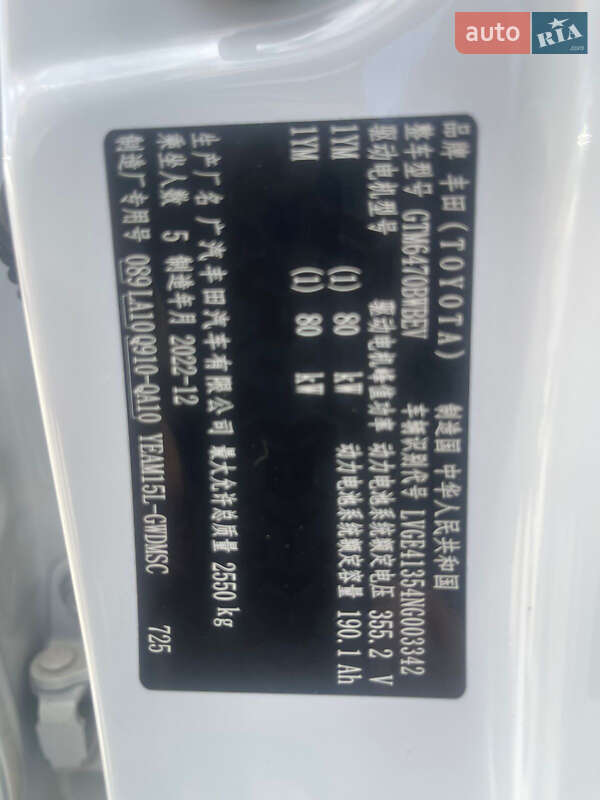 auto RIA .com
品牌 丰田(TOYOTA) 制造国 中华人民共和国
整车型号 GTM6470BWBEV 车辆识别代号 LVGE41354NG003342
驱动电机型号 驱动电机峰值功率 动力电池系统额定电压 355.2 V
1YM (1) 80 kW 动力电池系统额定容量 190.1 Ah
1YM (1) 80 kW
生产厂名 广汽丰田汽车有限公司 最大允许总质量 2550 kg
乘坐人数 5 制造年月 2022-12
制造厂专用号 0891A10Q910-QA10 YEAM15L-GWDMSC 725